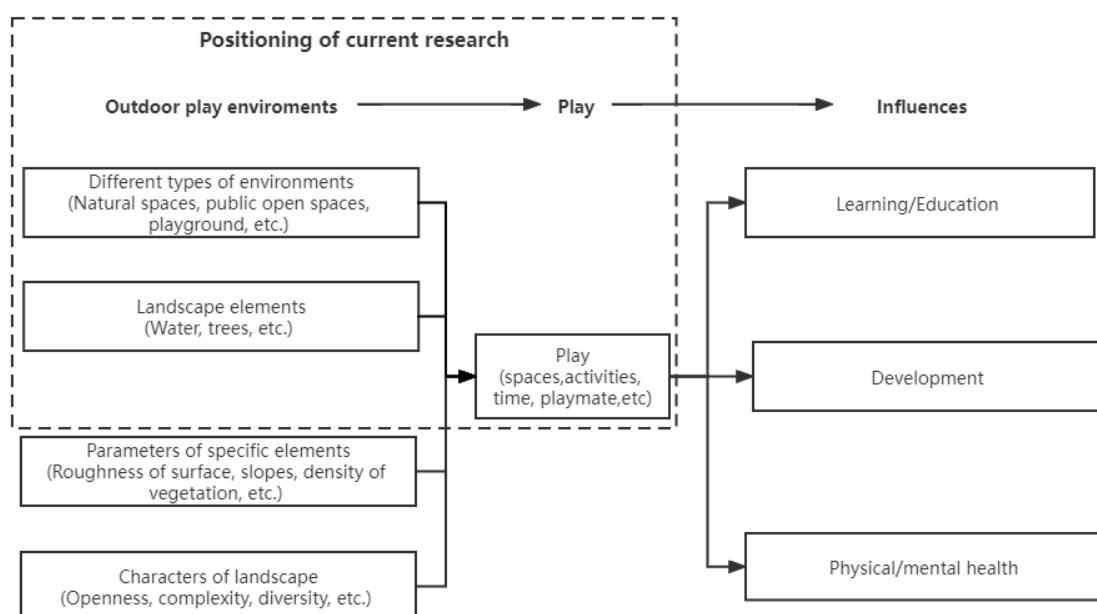 Positioning of current research
Outdoor play enviroments
Play
Influences
Different types of environments
(Natural spaces, public open spaces,
playground, etc.)
Landscape elements
(Water, trees, etc.)
Parameters of specific elements
(Roughness of surface, slopes, density of
vegetation, etc.)
Characters of landscape
(Openness, complexity, diversity, etc.)
Play
(spaces,activities,
time, playmate,etc)
Learning/Education
Development
Physical/mental health